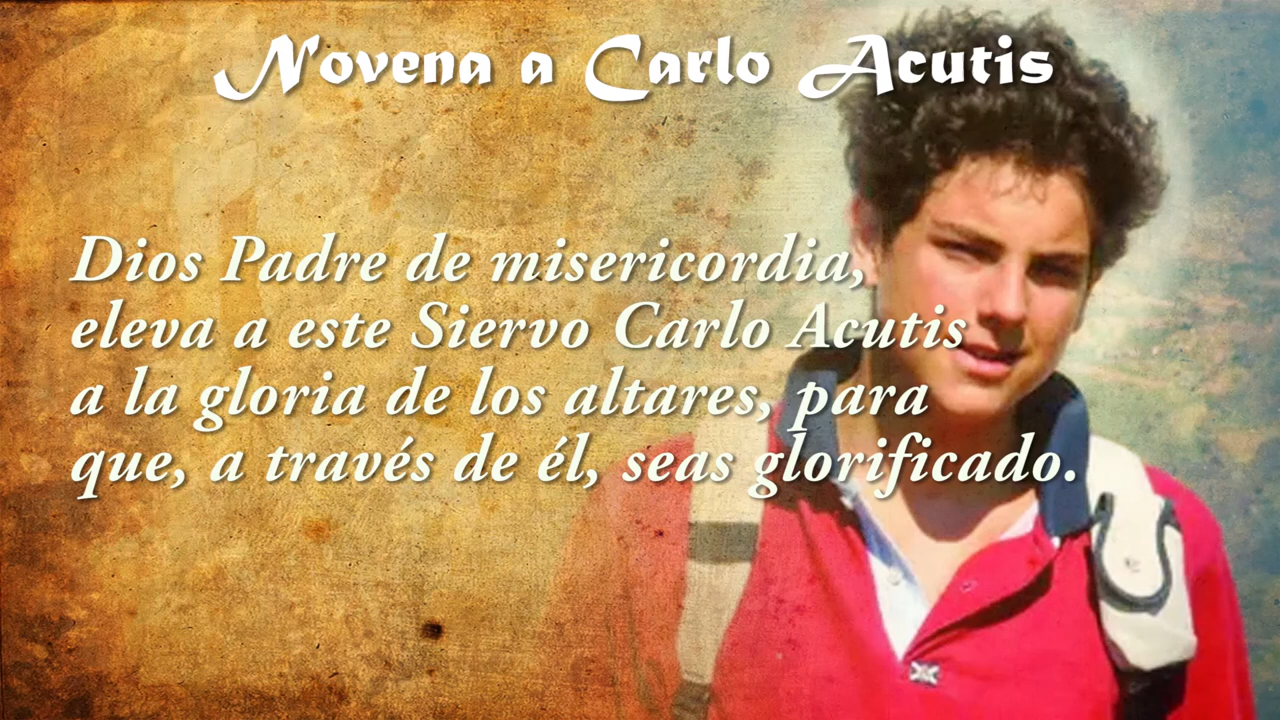 Novena a Carlo Acutis
Dios Padre de misericordia,
eleva a este Siervo Carlo Acutis
a la gloria de los altares, para
que, a través de él, seas glorificado.